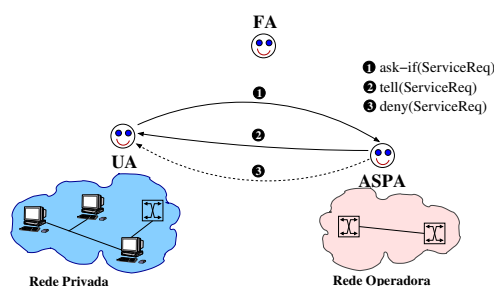 FA
❶ ask−if(ServiceReq)
❷ tell(ServiceReq)
❸ deny(ServiceReq)
❶
❷
UA
❸
ASPA
Rede Privada
Rede Operadora